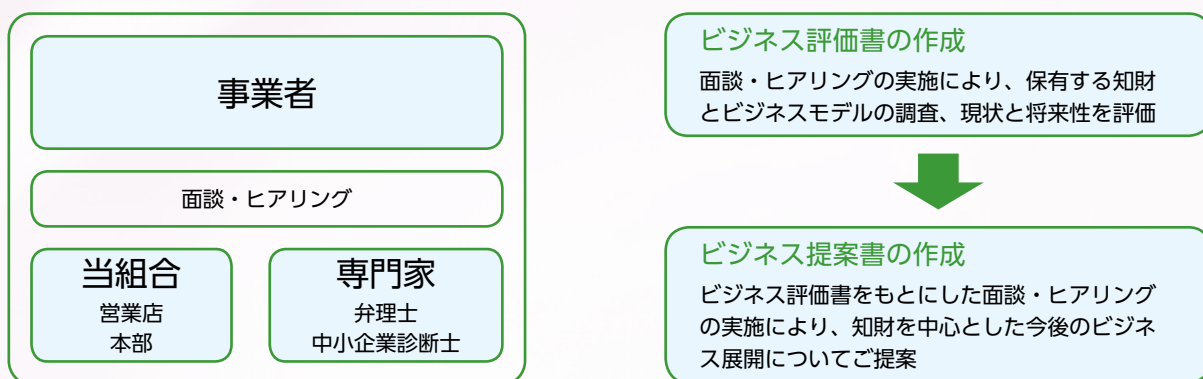 事業者
面談・ヒアリング
当組合
営業店
本部
専門家
弁理士
中小企業診断士
ビジネス評価書の作成
面談・ヒアリングの実施により、保有する知財
とビジネスモデルの調査、現状と将来性を評価
ビジネス提案書の作成
ビジネス評価書をもとにした面談・ヒアリング
の実施により、知財を中心とした今後のビジネ
ス展開についてご提案